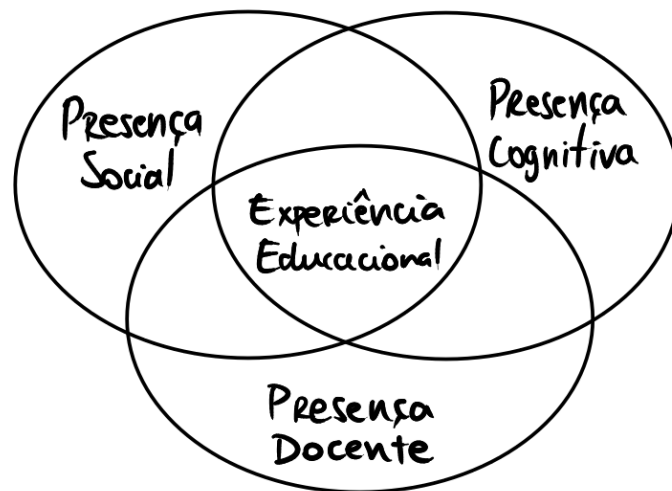 Presença
Social
Presença
Cognitiva
Experiência
Educacional
Presença
Docente